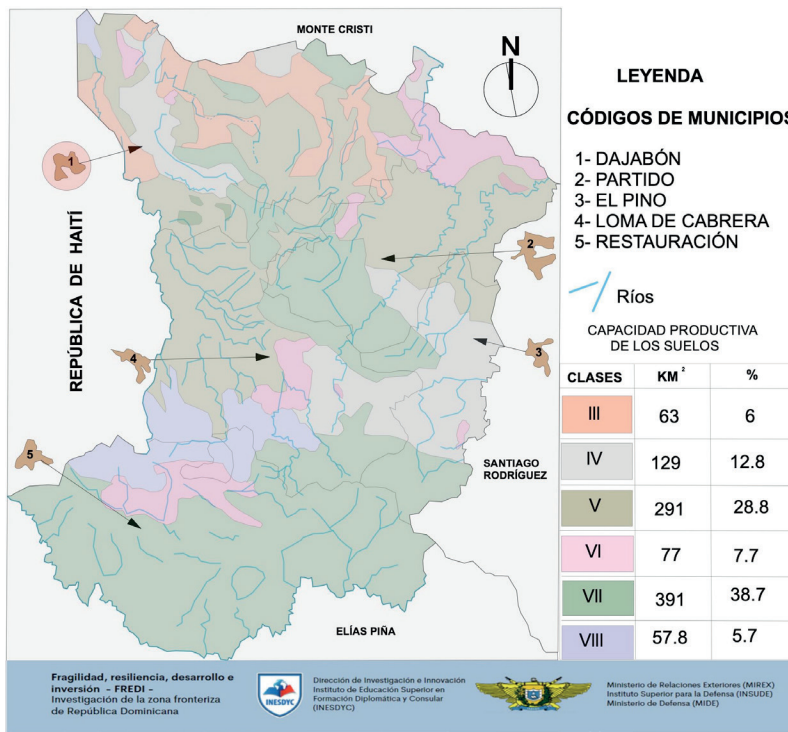 MONTE CRISTI
N
REPÚBLICA DE HAITÍ
1
2
3
4
5
SANTIAGO
RODRÍGUEZ
ELÍAS PIÑA
LEYENDA
CÓDIGOS DE MUNICIPIOS
1- DAJABÓN
2- PARTIDO
3- EL PINO
4- LOMA DE CABRERA
5- RESTAURACIÓN
Ríos
CAPACIDAD PRODUCTIVA
DE LOS SUELOS
CLASES KM² %
III 63 6
IV 129 12.8
V 291 28.8
VI 77 7.7
VII 391 38.7
VIII 57.8 5.7
Fragilidad, resiliencia, desarrollo e
inversión - FREDI -
Investigación de la zona fronteriza
de República Dominicana
INESDYC
Dirección de Investigación e Innovación
Instituto de Educación Superior en
Formación Diplomática y Consular
(INESDYC)
Ministerio de Relaciones Exteriores (MIREX)
Instituto Superior para la Defensa (INSUDE)
Ministerio de Defensa (MIDE)